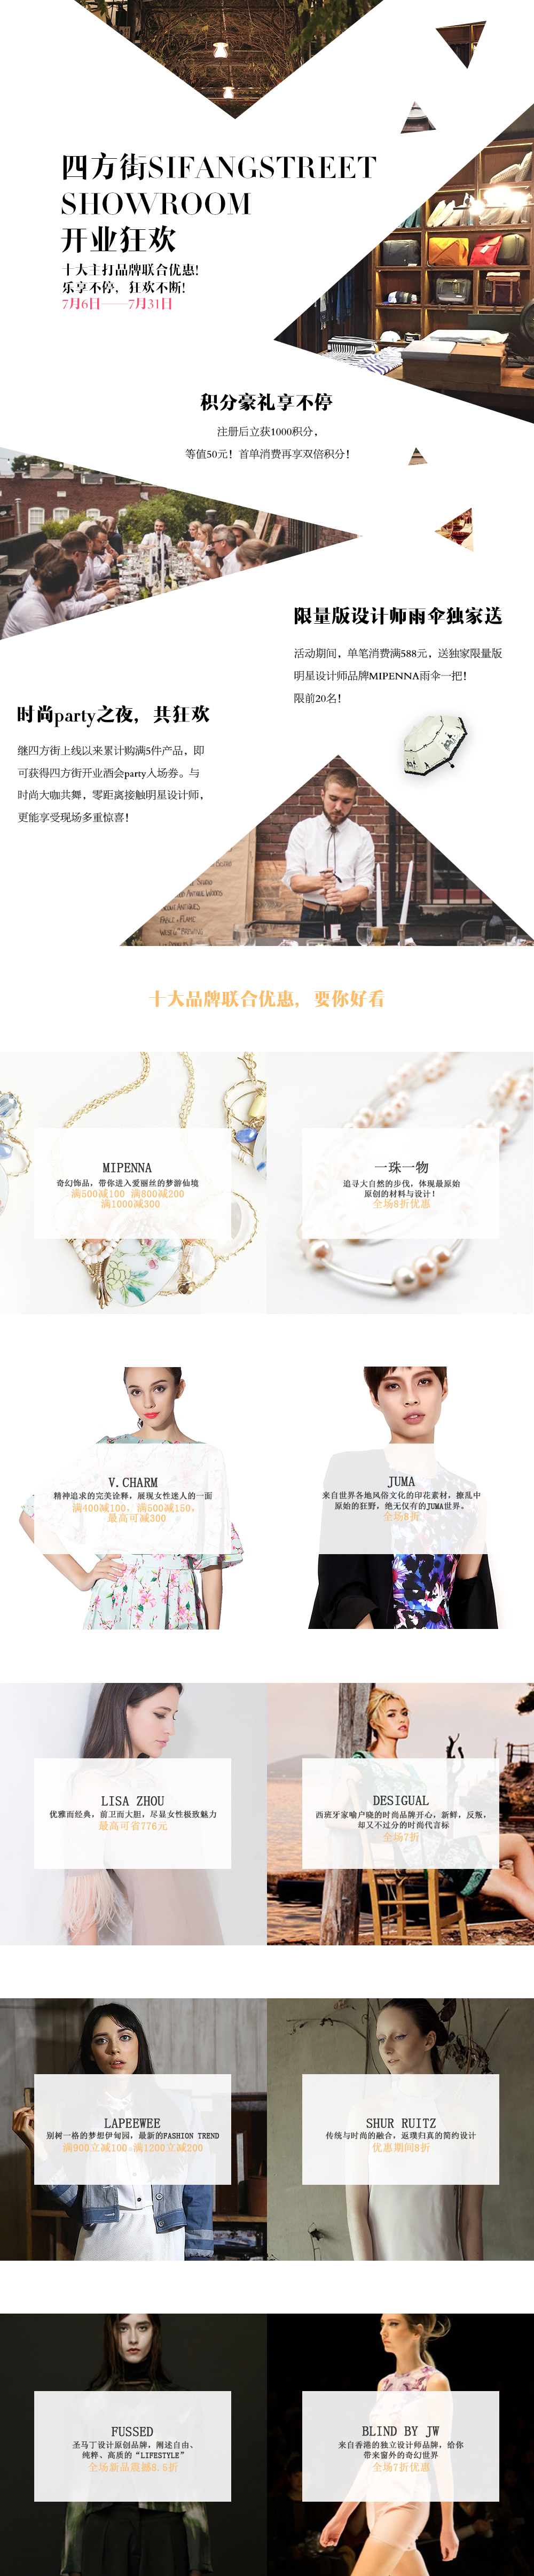 四方街SIFANGSTREET
SHOWROOM
开业狂欢
十大主打品牌联合优惠!
乐享不停，狂欢不断!
7月6日——7月31日
积分豪礼享不停
注册后立获1000积分，
等值50元！首单消费再享双倍积分！
限量版设计师雨伞独家送
活动期间，单笔消费满588元，送独家限量版
明星设计师品牌MIPENNA雨伞一把！
限前20名！
时尚party之夜，共狂欢
继四方街上线以来累计购满5件产品，即
可获得四方街开业酒会party入场券。与
时尚大咖共舞，零距离接触明星设计师，
更能享受现场多重惊喜！
十大品牌联合优惠，要你好看
MIPENNA
奇幻饰品，带你进入爱丽丝的梦游仙境
满500减100 满800减200
满1000减300
一珠一物
追寻大自然的步伐，体现最原始
原创的材料与设计！
全场8折优惠
V.CHARM
精神追求的完美诠释，展现女性迷人的一面
满400减100，满500减150，
最高可减300
JUMA
来自世界各地风俗文化的印花素材，撩乱中
原始的狂野，绝无仅有的JUMA世界。
全场8折
LISA ZHOU
优雅而经典，前卫而大胆，尽显女性极致魅力
最高可省776元
DESIGUAL
西班牙家喻户晓的时尚品牌开心，新鲜，反叛，
却又不过分的时尚代言标
全场7折
LAPEEWEE
别树一格的梦想伊甸园，最新的FASHION TREND
满900立减100 满1200立减200
SHUR RUITZ
传统与时尚的融合，返璞归真的简约设计
优惠期间8折
FUSSED
圣马丁设计原创品牌，阐述自由、
纯粹、高质的“LIFESTYLE”
全场新品震撼8.5折
BLIND BY JW
来自香港的独立设计师品牌，给你
带来窗外的奇幻世界
全场7折优惠